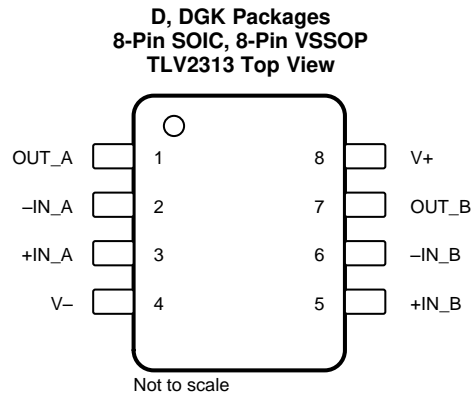 D, DGK Packages
8-Pin SOIC, 8-Pin VSSOP
TLV2313 Top View
OUT_A 1 8 V+
–IN_A 2 7 OUT_B
+IN_A 3 6 –IN_B
V– 4 5 +IN_B
Not to scale